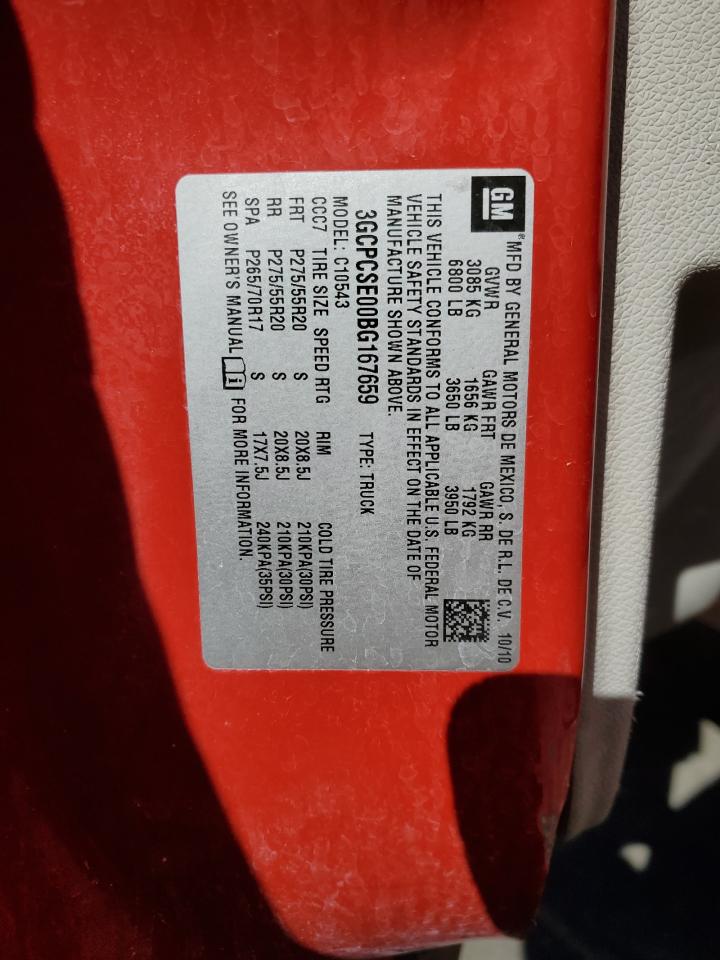 GM
® MFD BY GENERAL MOTORS DE MEXICO, S. DE R.L. DE C.V. 10/10
GVWR GAWR FRT GAWR RR
3085 KG 1656 KG 1792 KG
6800 LB 3650 LB 3950 LB
THIS VEHICLE CONFORMS TO ALL APPLICABLE U.S. FEDERAL MOTOR
VEHICLE SAFETY STANDARDS IN EFFECT ON THE DATE OF
MANUFACTURE SHOWN ABOVE.
3GCPCSE00BG167659 TYPE: TRUCK
MODEL: C10543
CCC7 TIRE SIZE SPEED RTG RIM COLD TIRE PRESSURE
FRT P275/55R20 S 20X8.5J 210KPA(30PSI)
RR P275/55R20 S 20X8.5J 210KPA(30PSI)
SPA P265/70R17 S 17X7.5J 240KPA(35PSI)
SEE OWNER'S MANUAL FOR MORE INFORMATION.